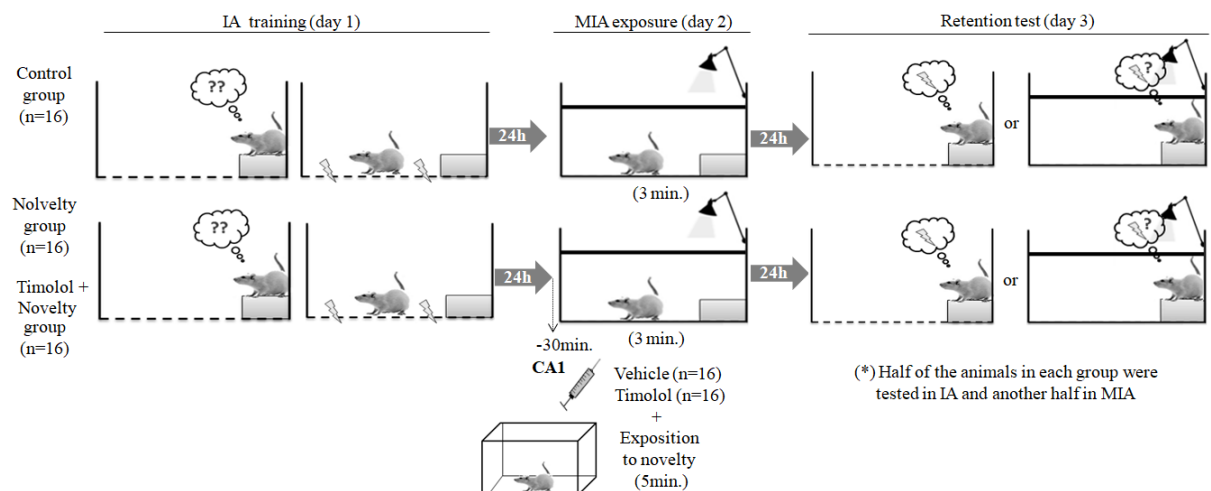 IA training (day 1)
MIA exposure (day 2)
Retention test (day 3)
Control
group
(n=16)
??
24h
(3 min.)
24h
or
?
Nolvelty
group
(n=16)
Timolol +
Novelty
group
(n=16)
??
24h
(3 min.)
24h
or
?
-30min.
CA1
Vehicle (n=16)
Timolol (n=16)
+
Exposition
to novelty
(5min.)
(*) Half of the animals in each group were
tested in IA and another half in MIA